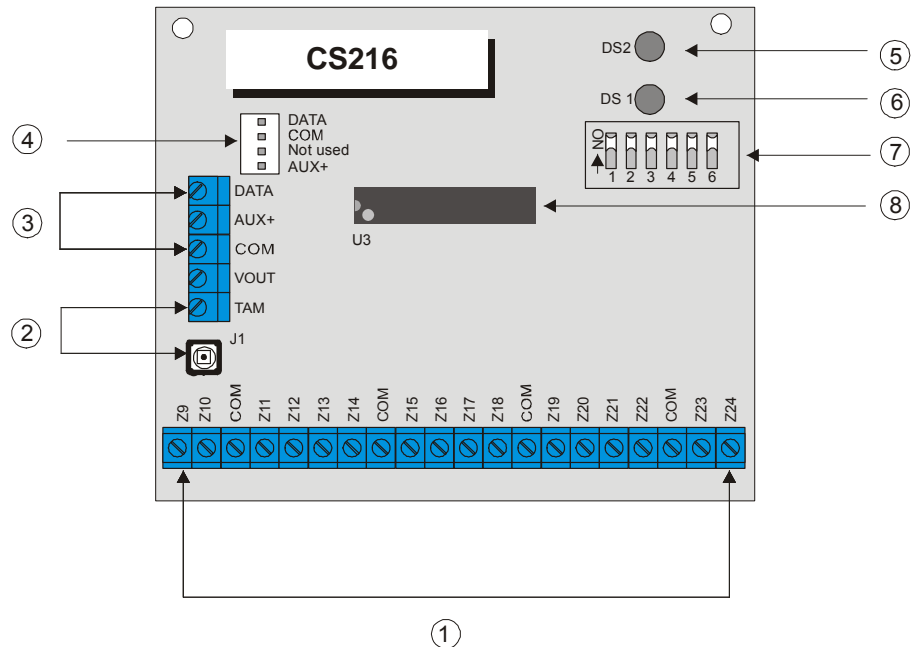 CS216
DS2
5
DS 1
6
4
DATA
COM
Not used
AUX+
NO
1 2 3 4 5 6
7
3
DATA
AUX+
COM
VOUT
TAM
U3
8
2
J1
Z9 Z10 COM Z11 Z12 Z13 Z14 COM Z15 Z16 Z17 Z18 COM Z19 Z20 Z21 Z22 COM Z23 Z24
1